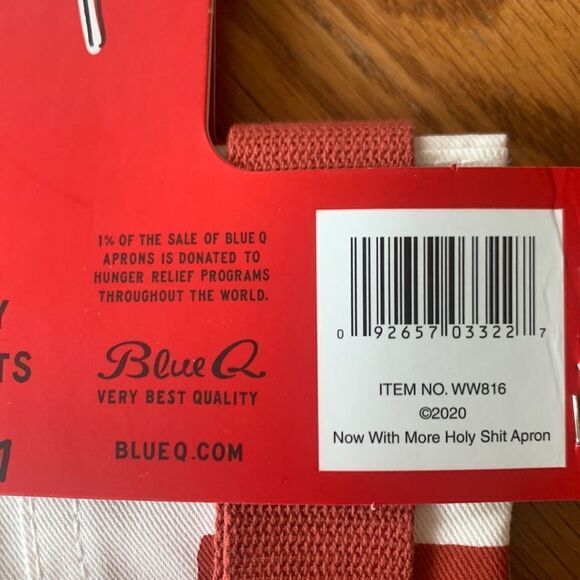 1% OF THE SALE OF BLUE Q
APRONS IS DONATED TO
HUNGER RELIEF PROGRAMS
THROUGHOUT THE WORLD.
Blue Q
VERY BEST QUALITY
BLUEQ.COM
0 92657 03322 7
ITEM NO. WW816
©2020
Now With More Holy Shit Apron